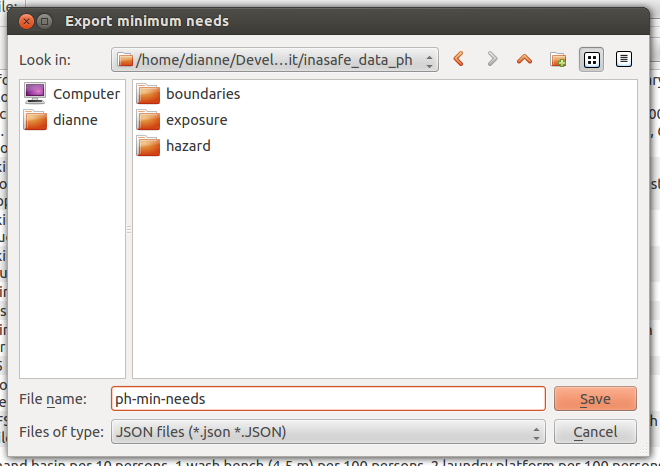 Export minimum needs
Look in:
/home/dianne/Devel...it/inasafe_data_ph
Computer
dianne
boundaries
exposure
hazard
File name:
ph-min-needs
Save
Files of type:
JSON files (*.json *.JSON)
Cancel
basin per 10 persons, 1 wash bench (4-5 m) per 100 persons, 2 laundry platform per 100 persons